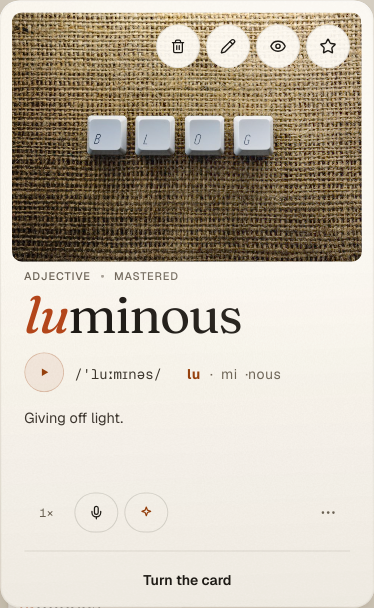 B L O G
ADJECTIVE • MASTERED
luminous
/ˈluːmɪnəs/ lu · mi ·nous
Giving off light.
1×
Turn the card